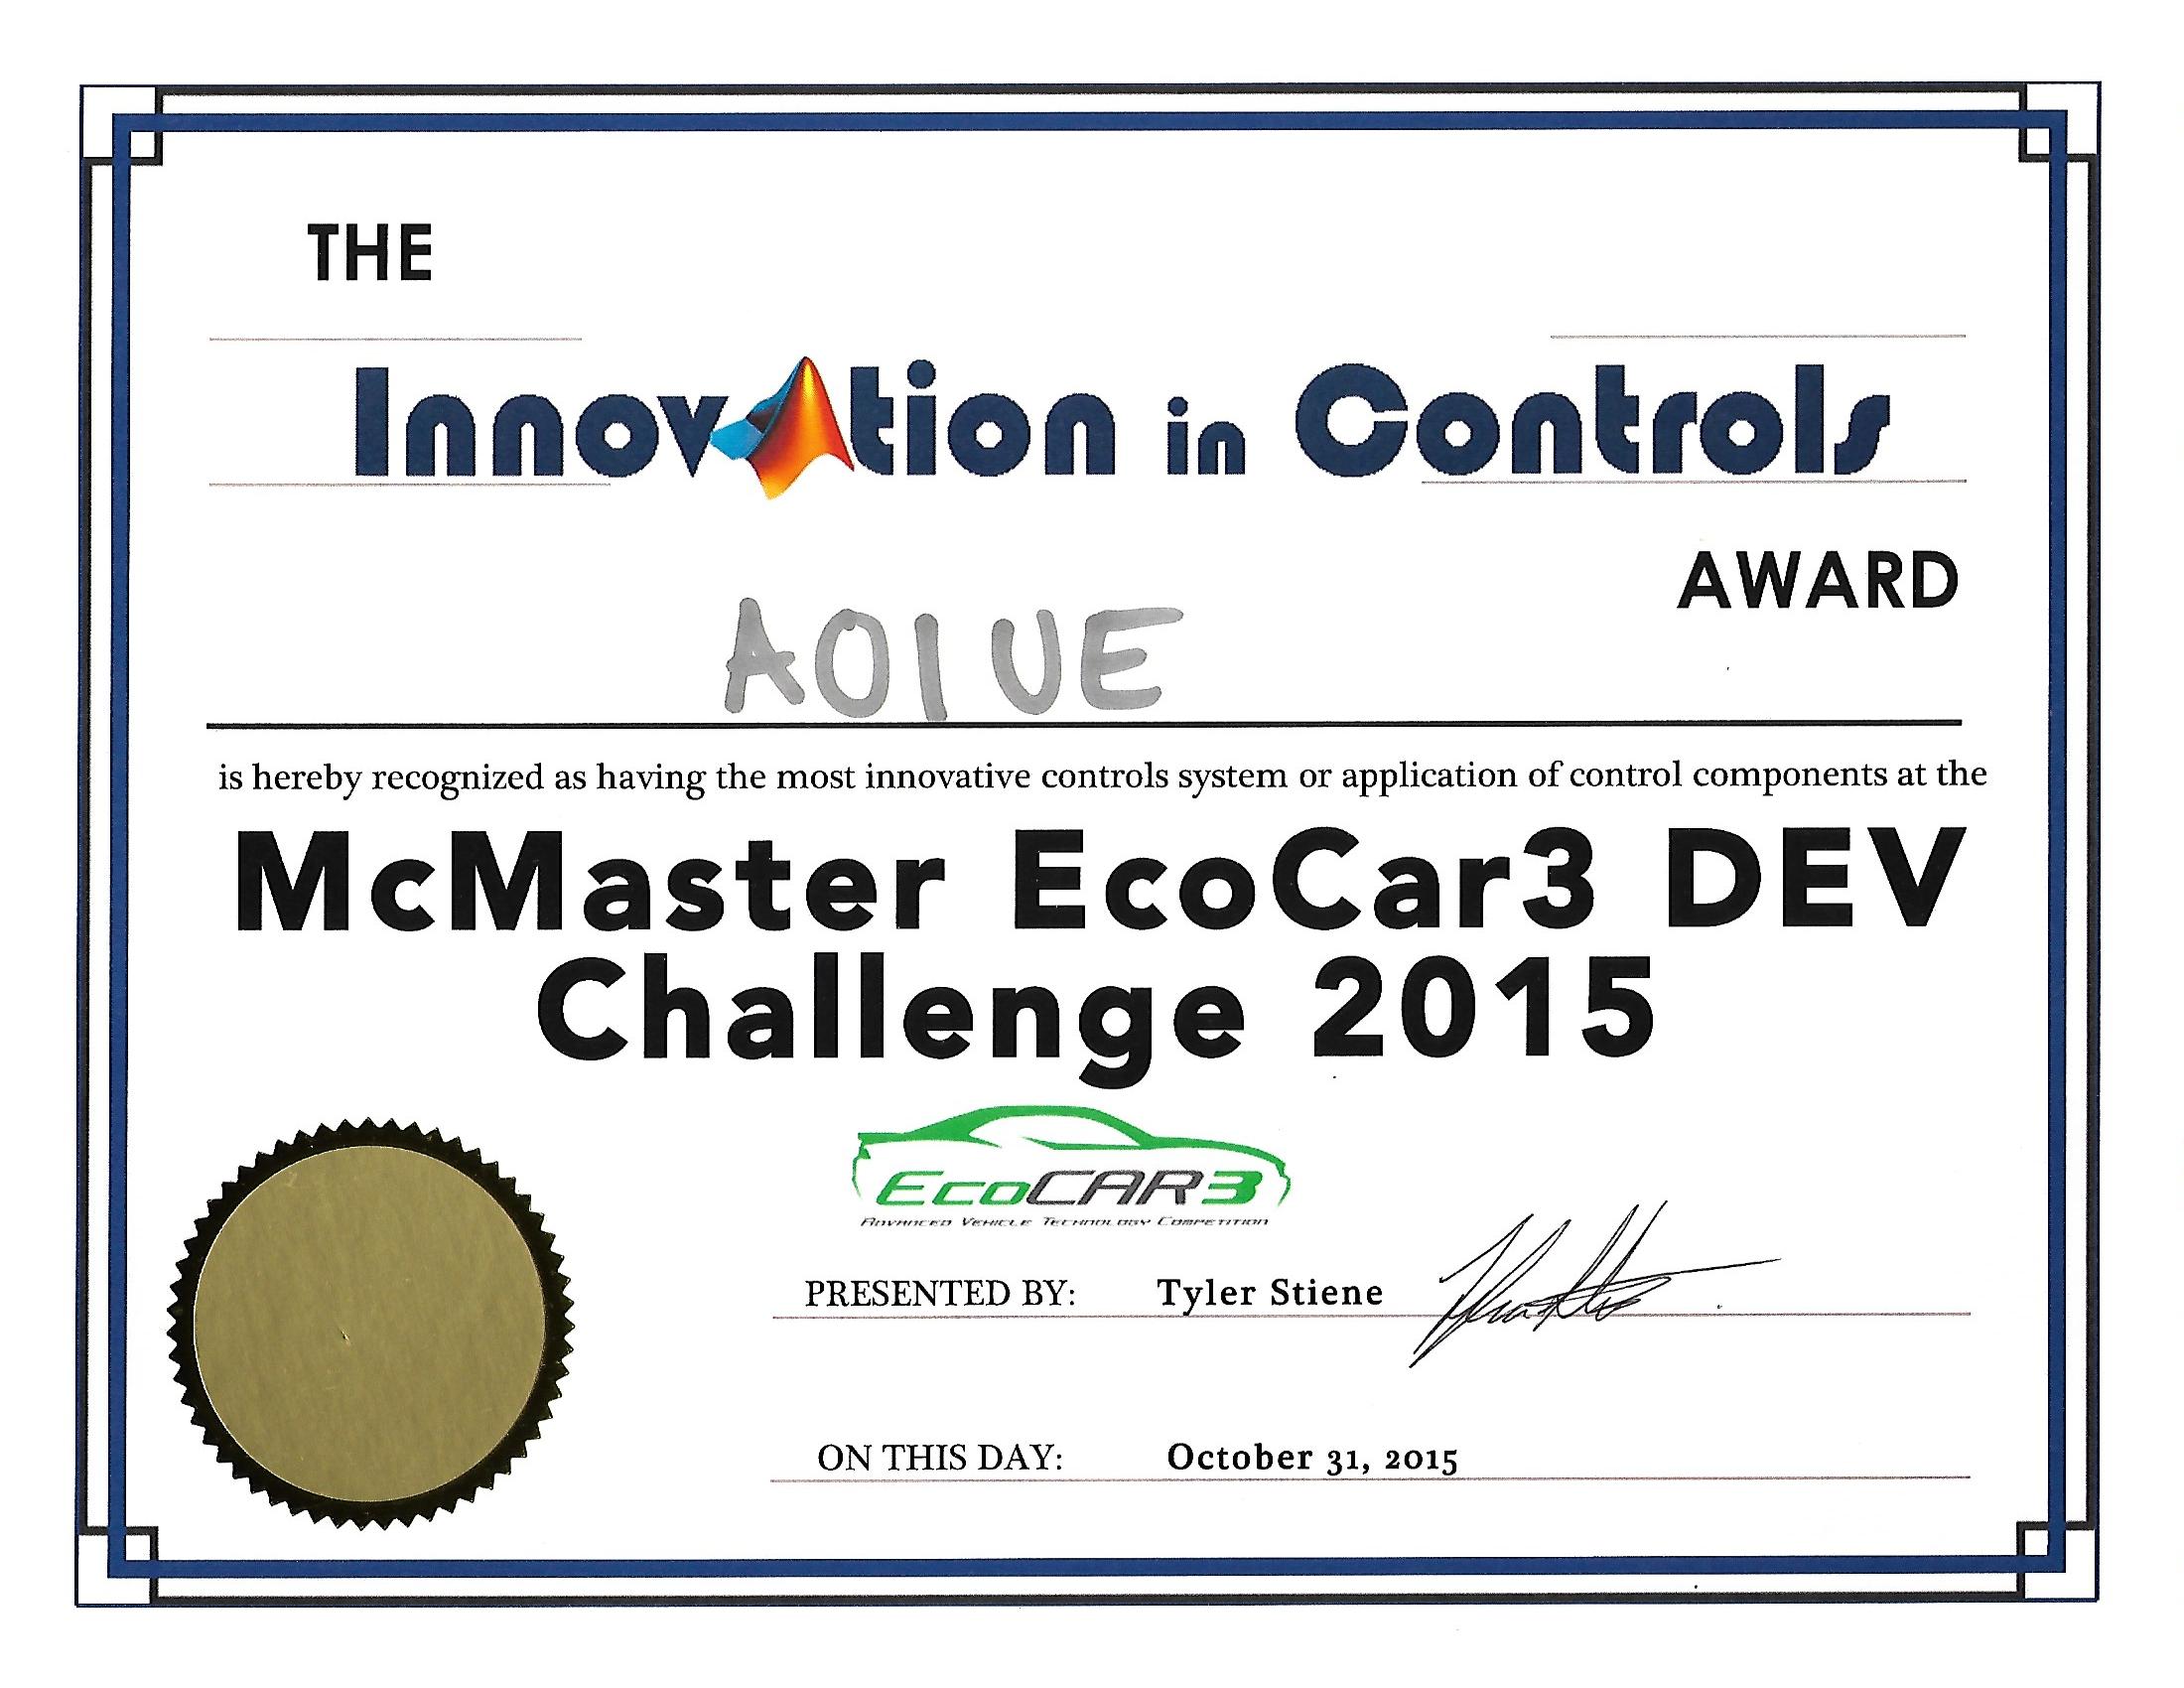 THE
Innovation in Controls
AWARD
AOIUE
is hereby recognized as having the most innovative controls system or application of control components at the
McMaster EcoCar3 DEV
Challenge 2015
EcoCAR3
Advanced Vehicle Technology Competition
PRESENTED BY: Tyler Stiene
ON THIS DAY: October 31, 2015